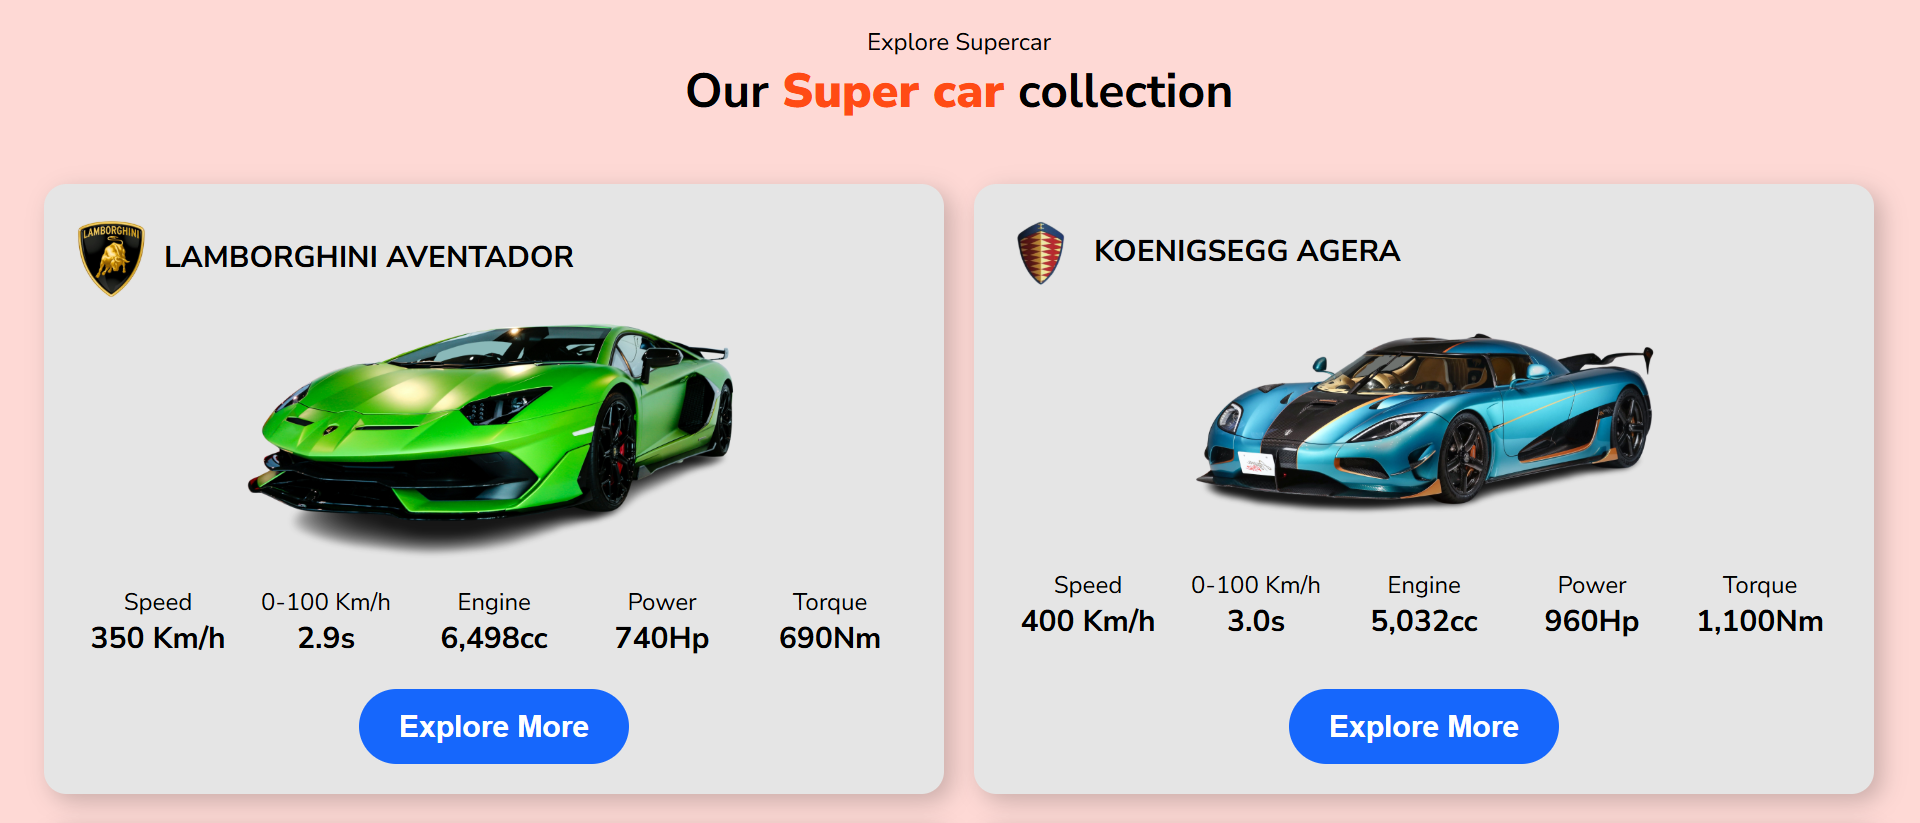 Explore Supercar
Our Super car collection
LAMBORGHINI
LAMBORGHINI AVENTADOR
Speed 0-100 Km/h Engine Power Torque
350 Km/h 2.9s 6,498cc 740Hp 690Nm
Explore More
KOENIGSEGG AGERA
Speed 0-100 Km/h Engine Power Torque
400 Km/h 3.0s 5,032cc 960Hp 1,100Nm
Explore More